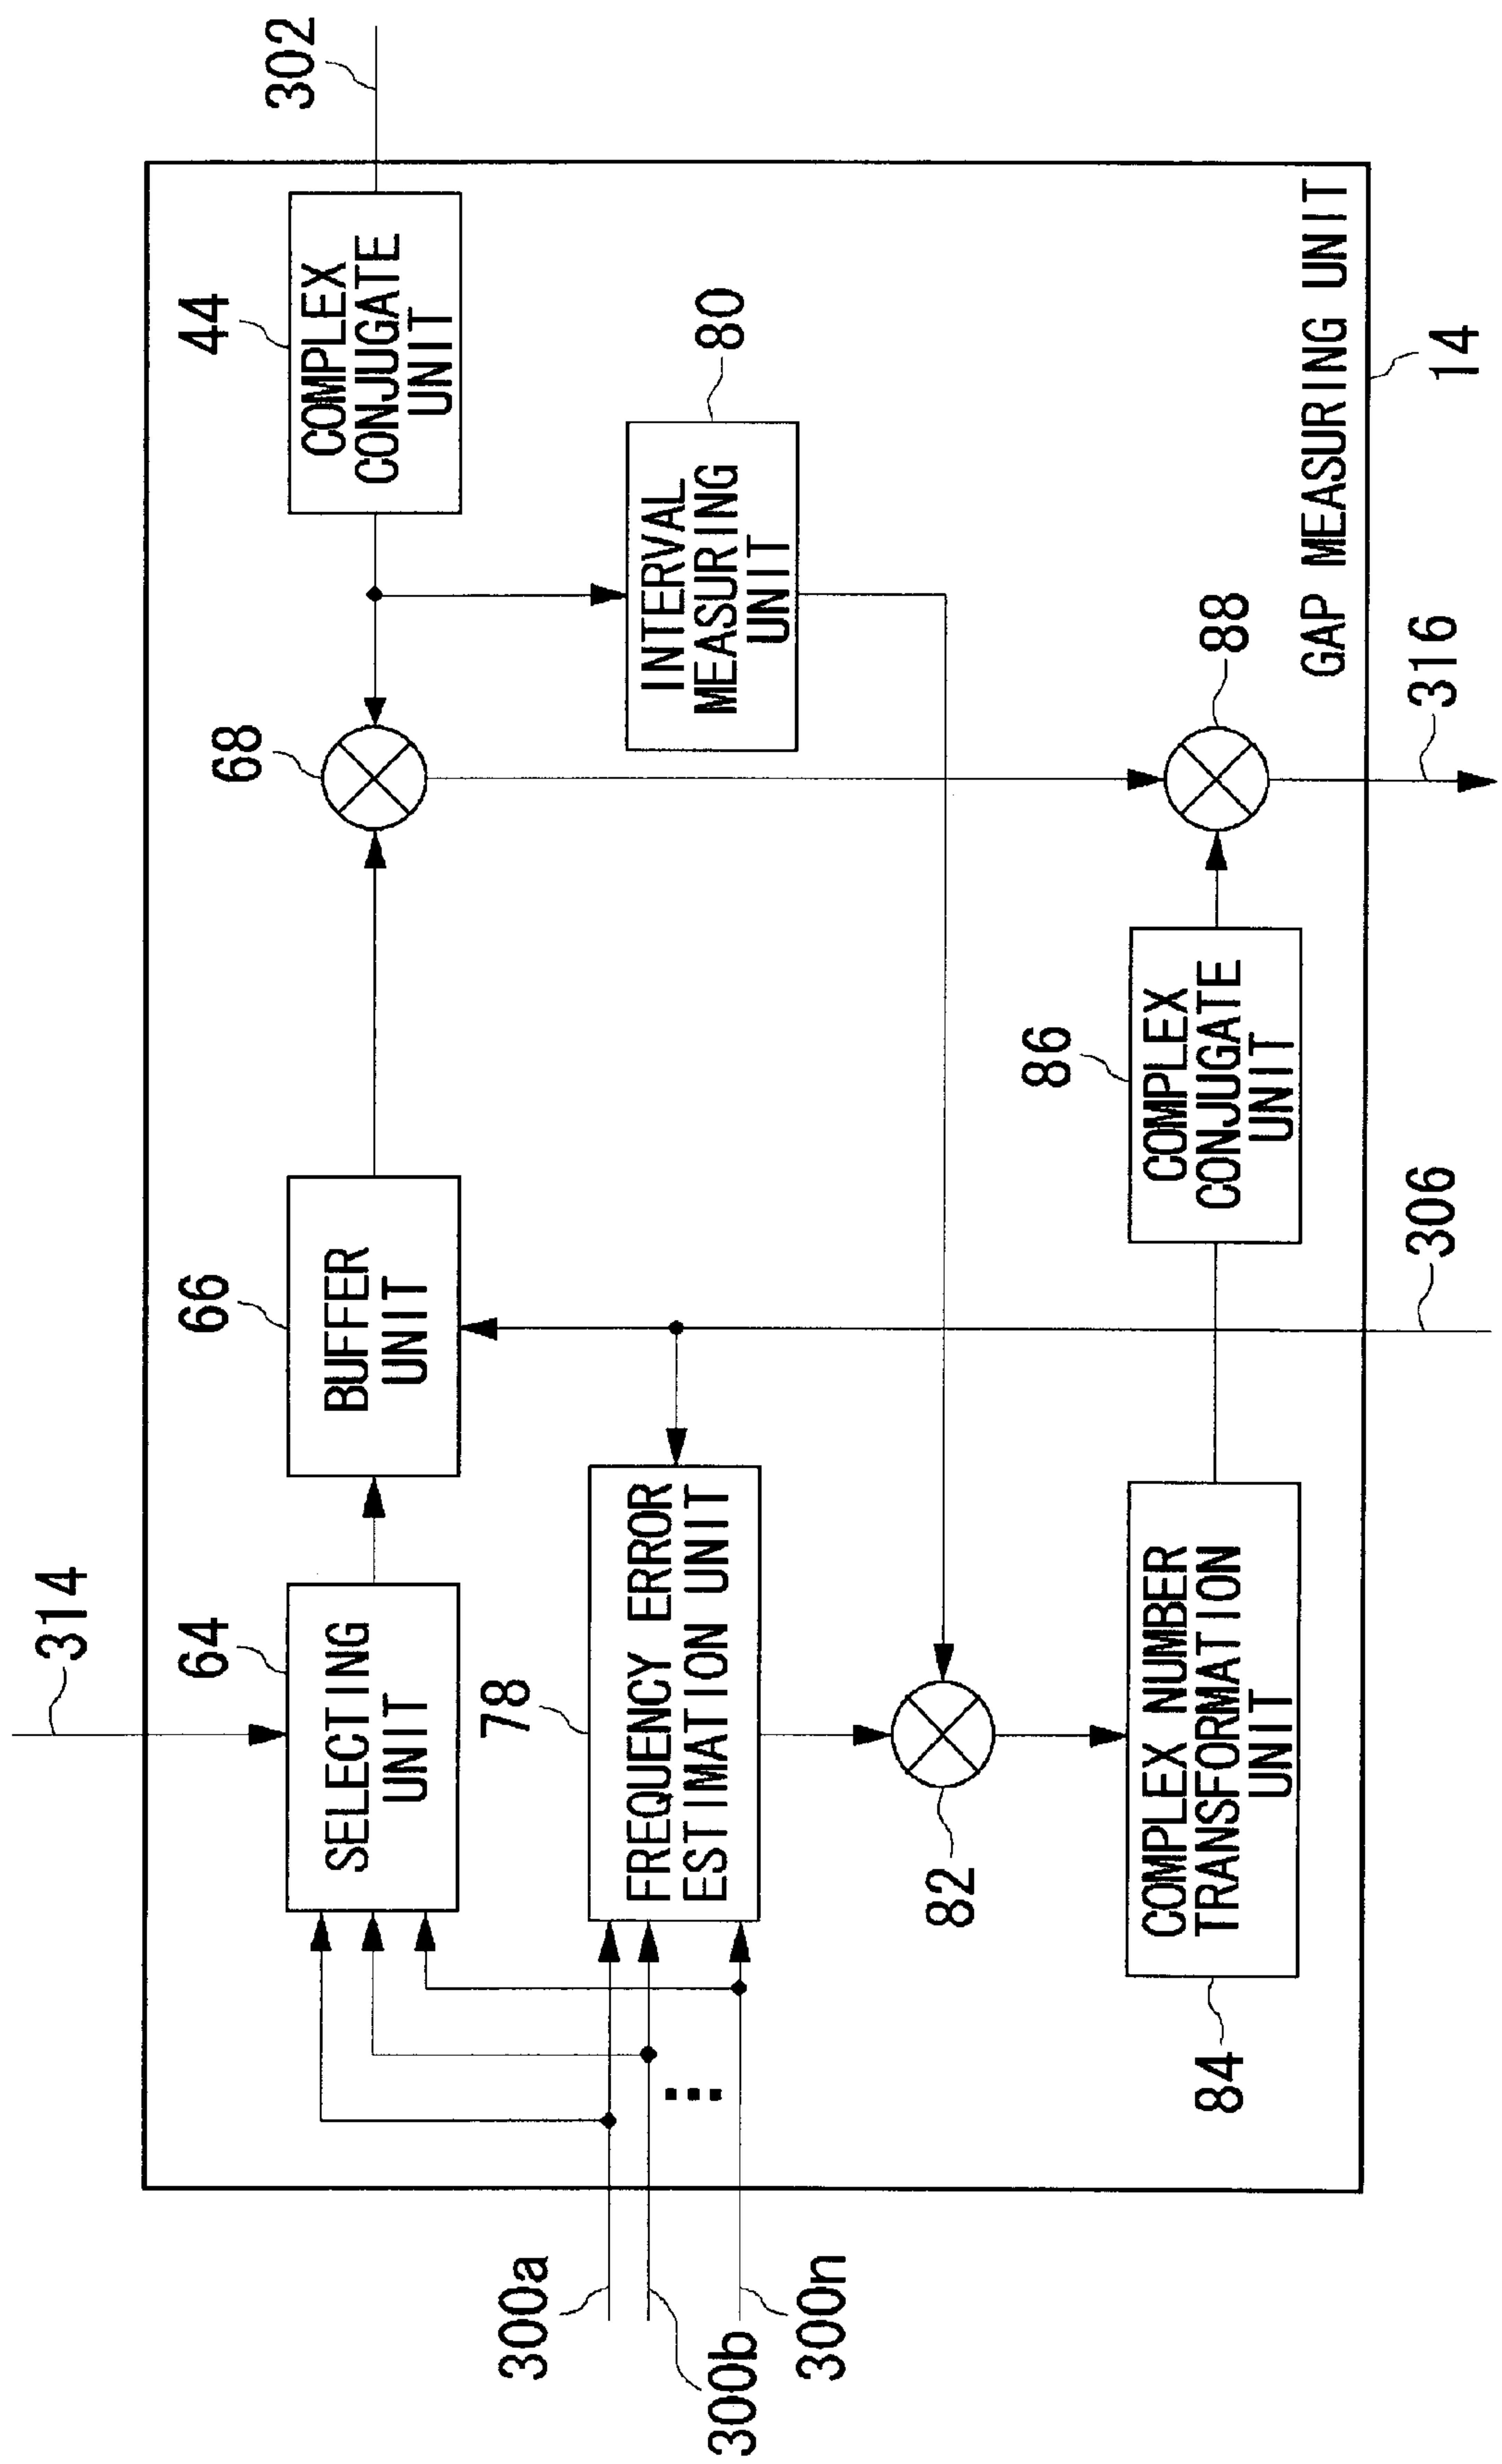 302
44
COMPLEX
CONJUGATE
UNIT
80
INTERVAL
MEASURING
UNIT
68
88
GAP MEASURING UNIT
14
316
66
BUFFER
UNIT
86
COMPLEX
CONJUGATE
UNIT
306
314
64
SELECTING
UNIT
78
FREQUENCY ERROR
ESTIMATION UNIT
82
COMPLEX NUMBER
TRANSFORMATION
UNIT
84
300a
300b
300n